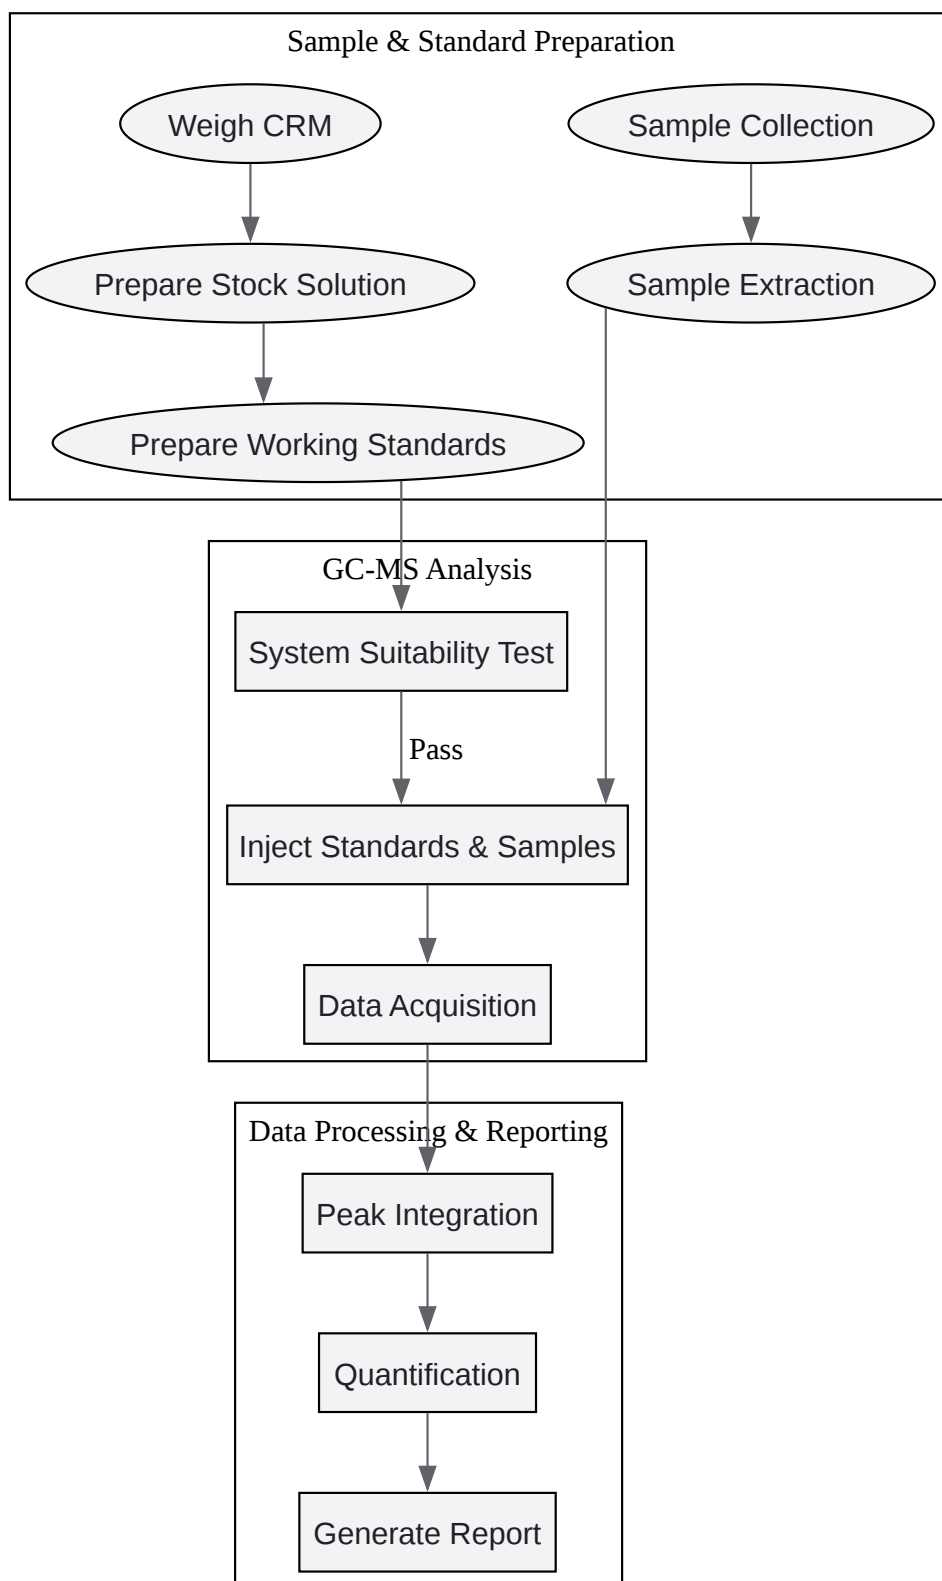 Sample & Standard Preparation
Weigh CRM
Sample Collection
Prepare Stock Solution
Sample Extraction
Prepare Working Standards
GC-MS Analysis
System Suitability Test
Pass
Inject Standards & Samples
Data Acquisition
Data Processing & Reporting
Peak Integration
Quantification
Generate Report